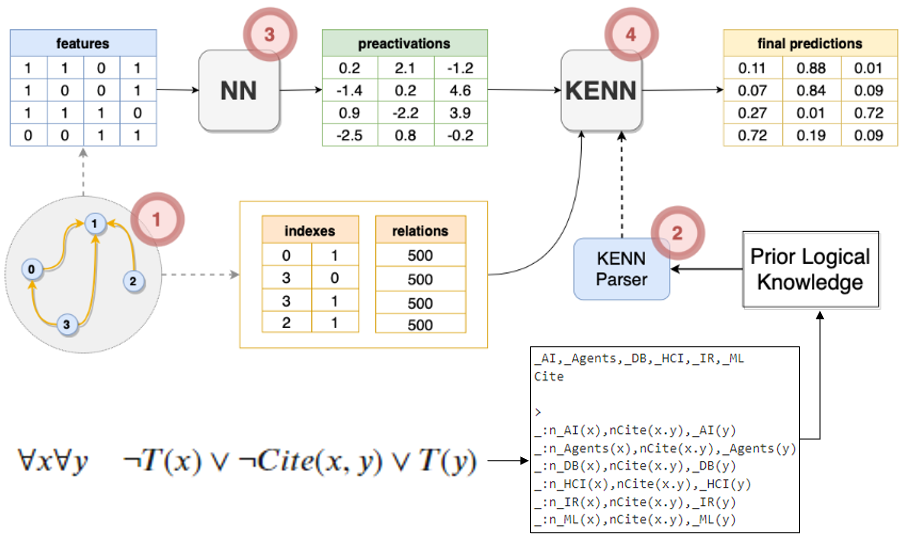 features
1 1 0 1
1 0 0 1
1 1 1 0
0 0 1 1
3
NN
preactivations
0.2 2.1 -1.2
-1.4 0.2 4.6
0.9 -2.2 3.9
-2.5 0.8 -0.2
4
KENN
final predictions
0.11 0.88 0.01
0.07 0.84 0.09
0.27 0.01 0.72
0.72 0.19 0.09
1
0
1
2
3
indexes
0 1
3 0
3 1
2 1
relations
500
500
500
500
2
KENN
Parser
Prior Logical
Knowledge
_AI,_Agents,_DB,_HCI,_IR,_ML
Cite
>
_:n_AI(x),nCite(x.y),_AI(y)
_:n_Agents(x),nCite(x.y),_Agents(y)
_:n_DB(x),nCite(x.y),_DB(y)
_:n_HCI(x),nCite(x.y),_HCI(y)
_:n_IR(x),nCite(x.y),_IR(y)
_:n_ML(x),nCite(x.y),_ML(y)
∀x∀y ¬T(x) ∨ ¬Cite(x, y) ∨ T(y)